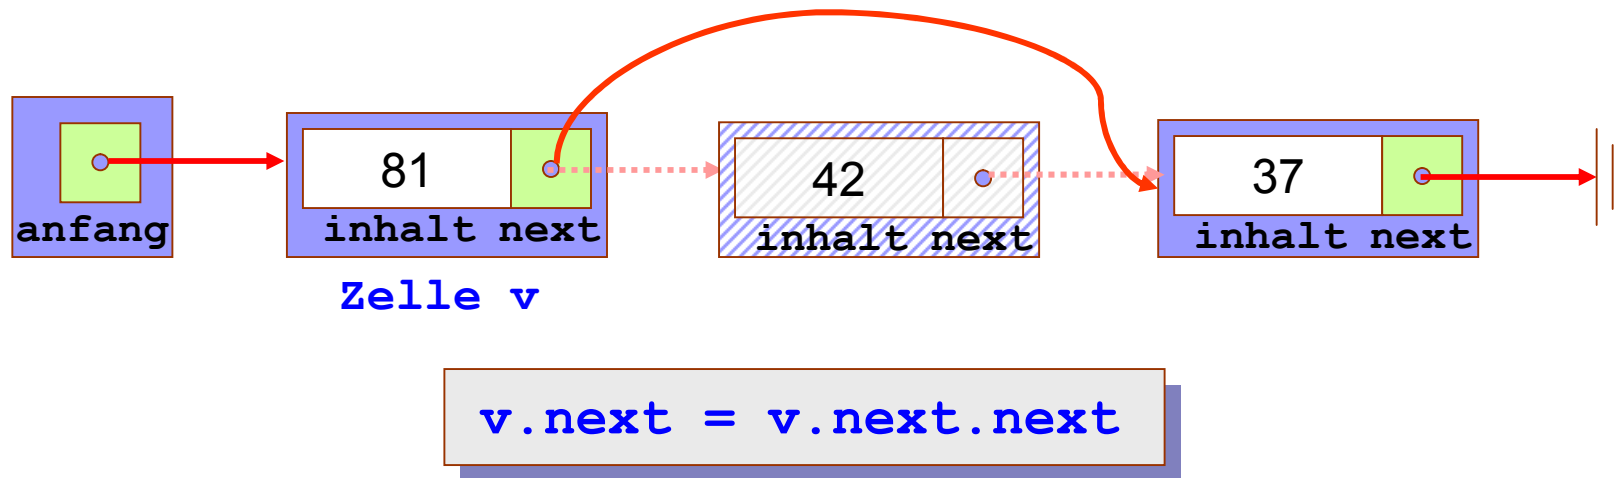 81 42 37
anfang inhalt next inhalt next inhalt next
Zelle v
v.next = v.next.next